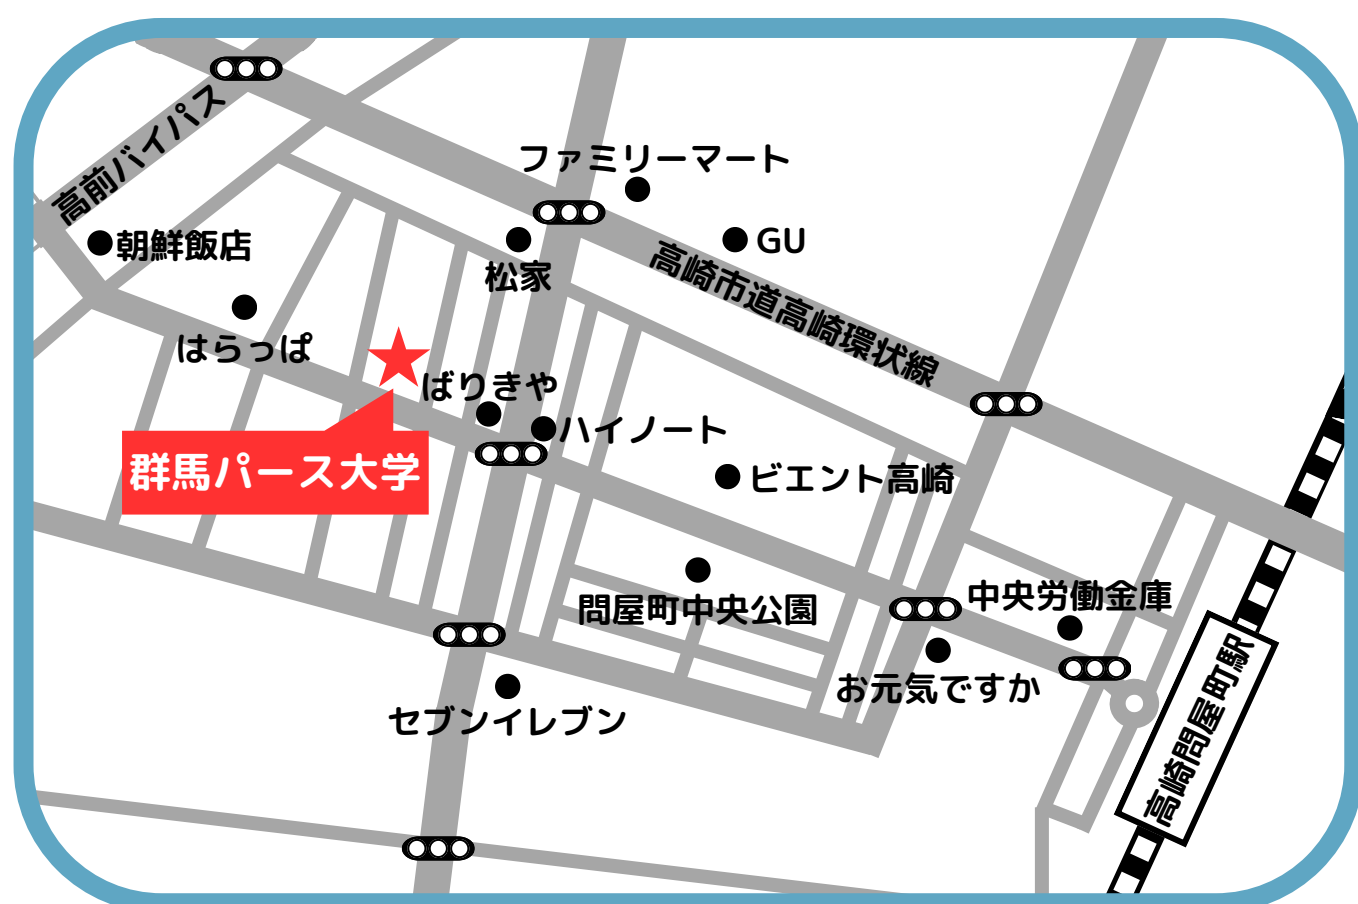 高前バイパス
ファミリーマート
朝鮮飯店
GU
松家
高崎市道高崎環状線
はらっぱ
ばりきや
ハイノート
群馬パース大学
ビエント高崎
問屋町中央公園
中央労働金庫
お元気ですか
セブンイレブン
高崎問屋町駅